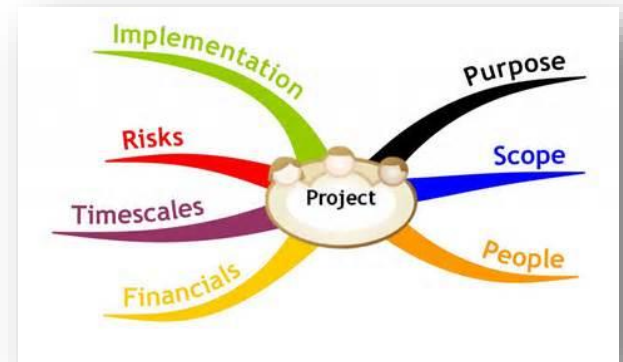 Implementation
Purpose
Risks
Scope
Project
Timescales
People
Financials